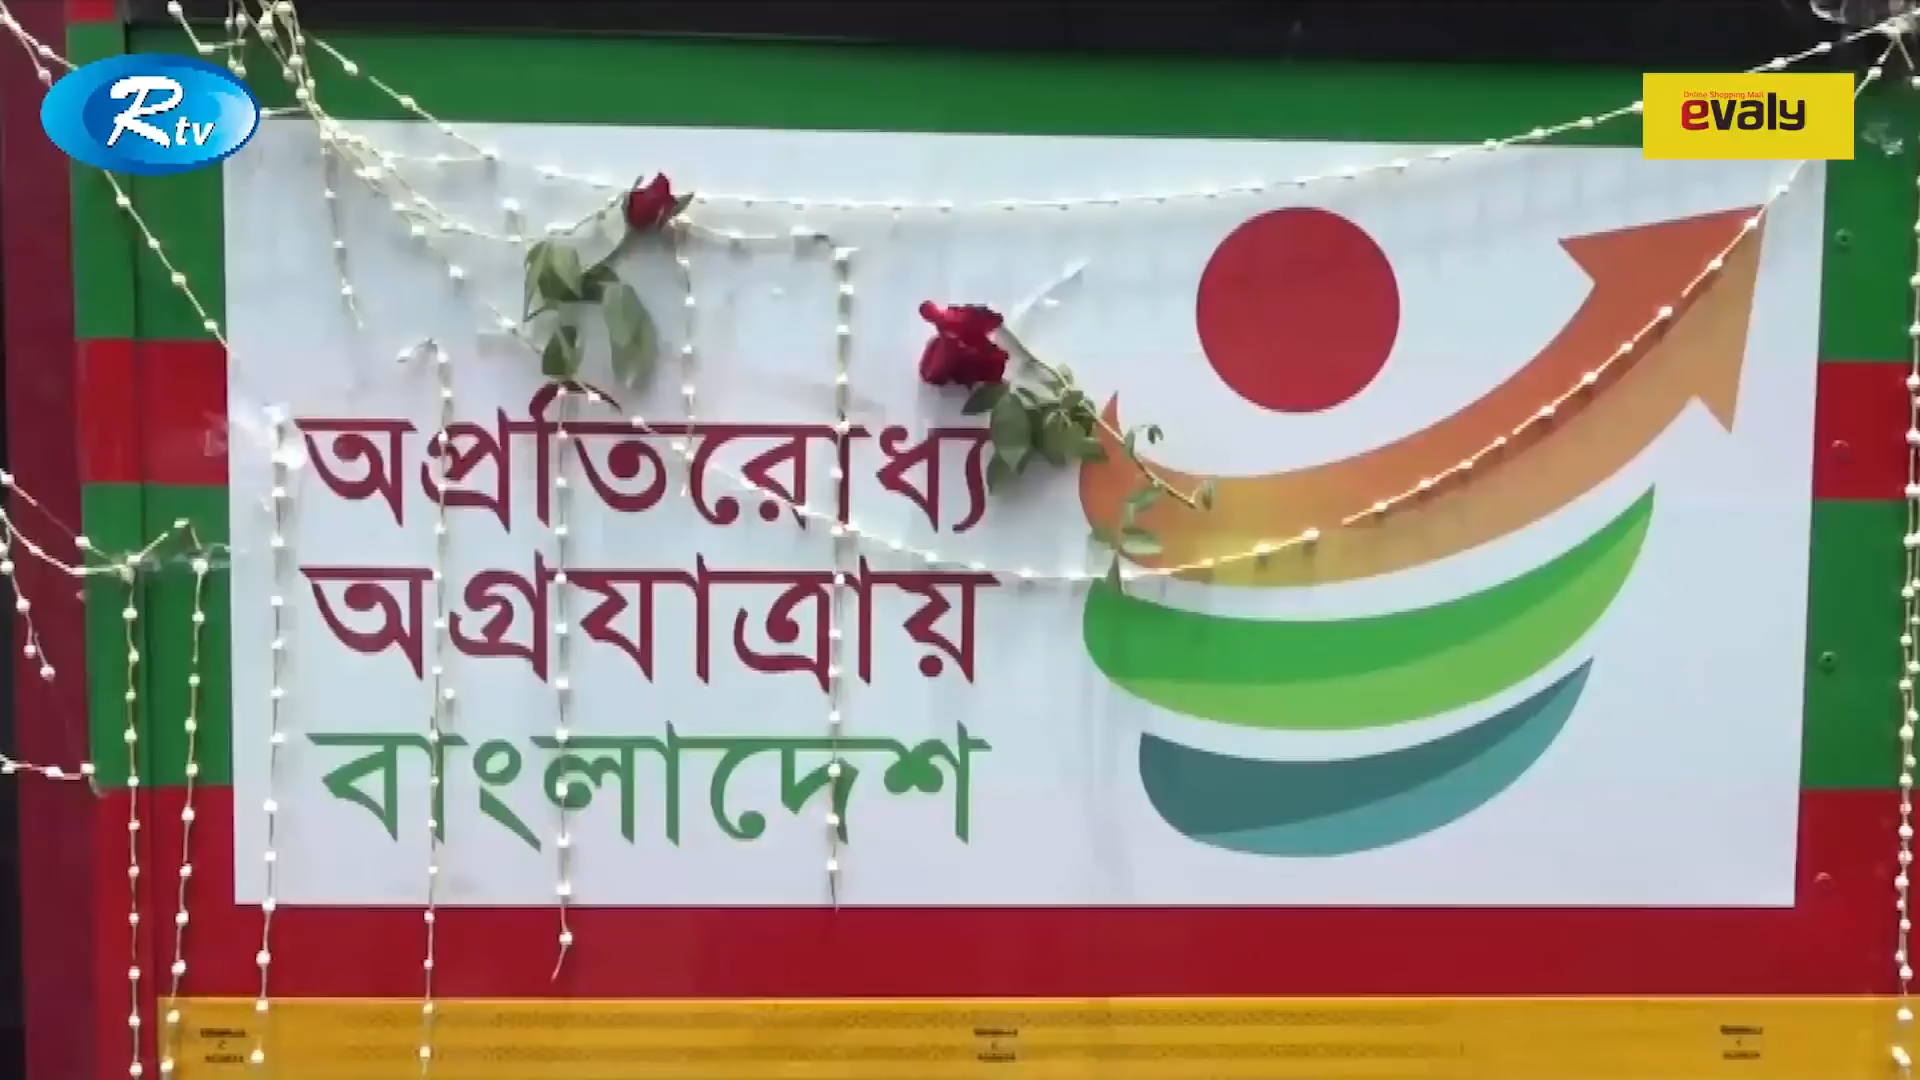 Rtv
Online Shopping Mall
evaly
অপ্রতিরোধ্য
অগ্রযাত্রায়
বাংলাদেশ